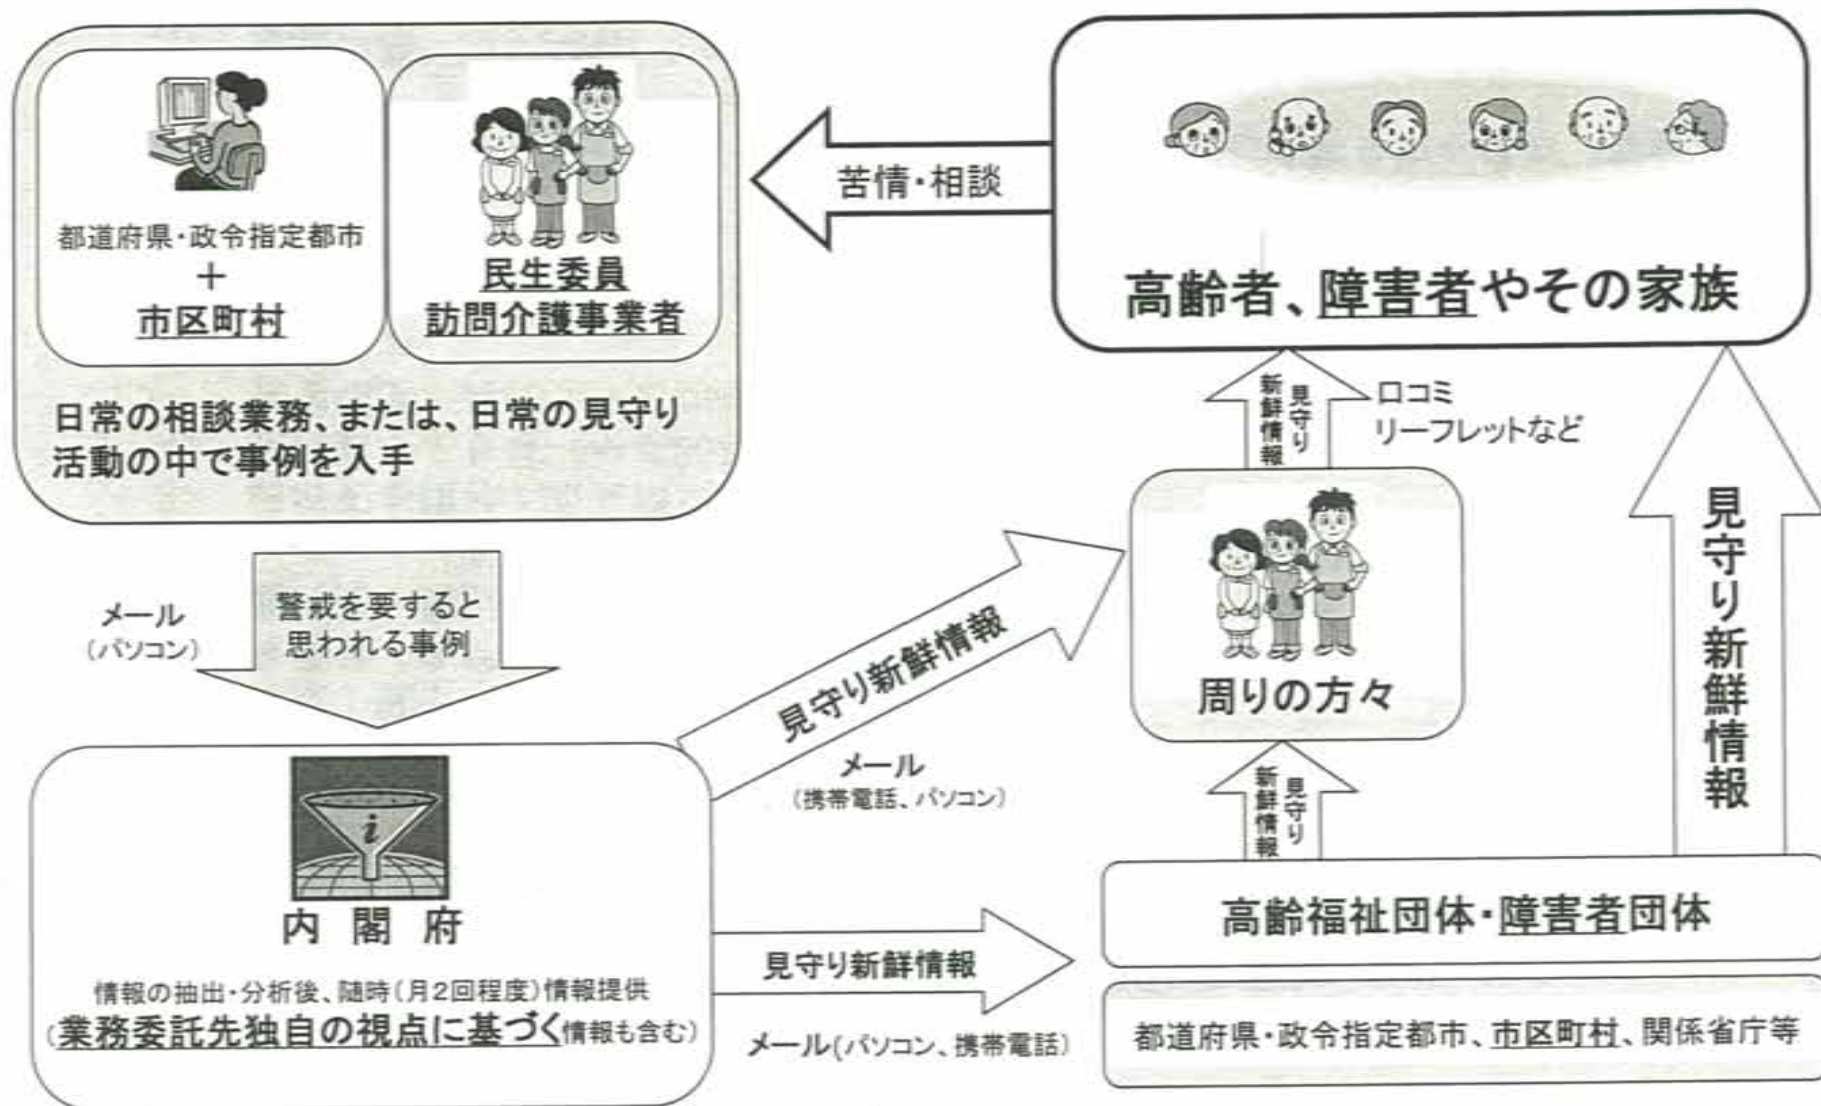 都道府県・政令指定都市
＋
市区町村
民生委員
訪問介護事業者
日常の相談業務、または、日常の見守り
活動の中で事例を入手
苦情・相談
高齢者、障害者やその家族
見守り
新鮮情報
口コミ
リーフレットなど
見守り新鮮情報
周りの方々
メール
(パソコン)
警戒を要すると
思われる事例
見守り新鮮情報
メール
(携帯電話、パソコン)
見守り
新鮮情報
i
内閣府
情報の抽出・分析後、随時(月2回程度)情報提供
(業務委託先独自の視点に基づく情報も含む)
見守り新鮮情報
メール(パソコン、携帯電話)
高齢福祉団体・障害者団体
都道府県・政令指定都市、市区町村、関係省庁等